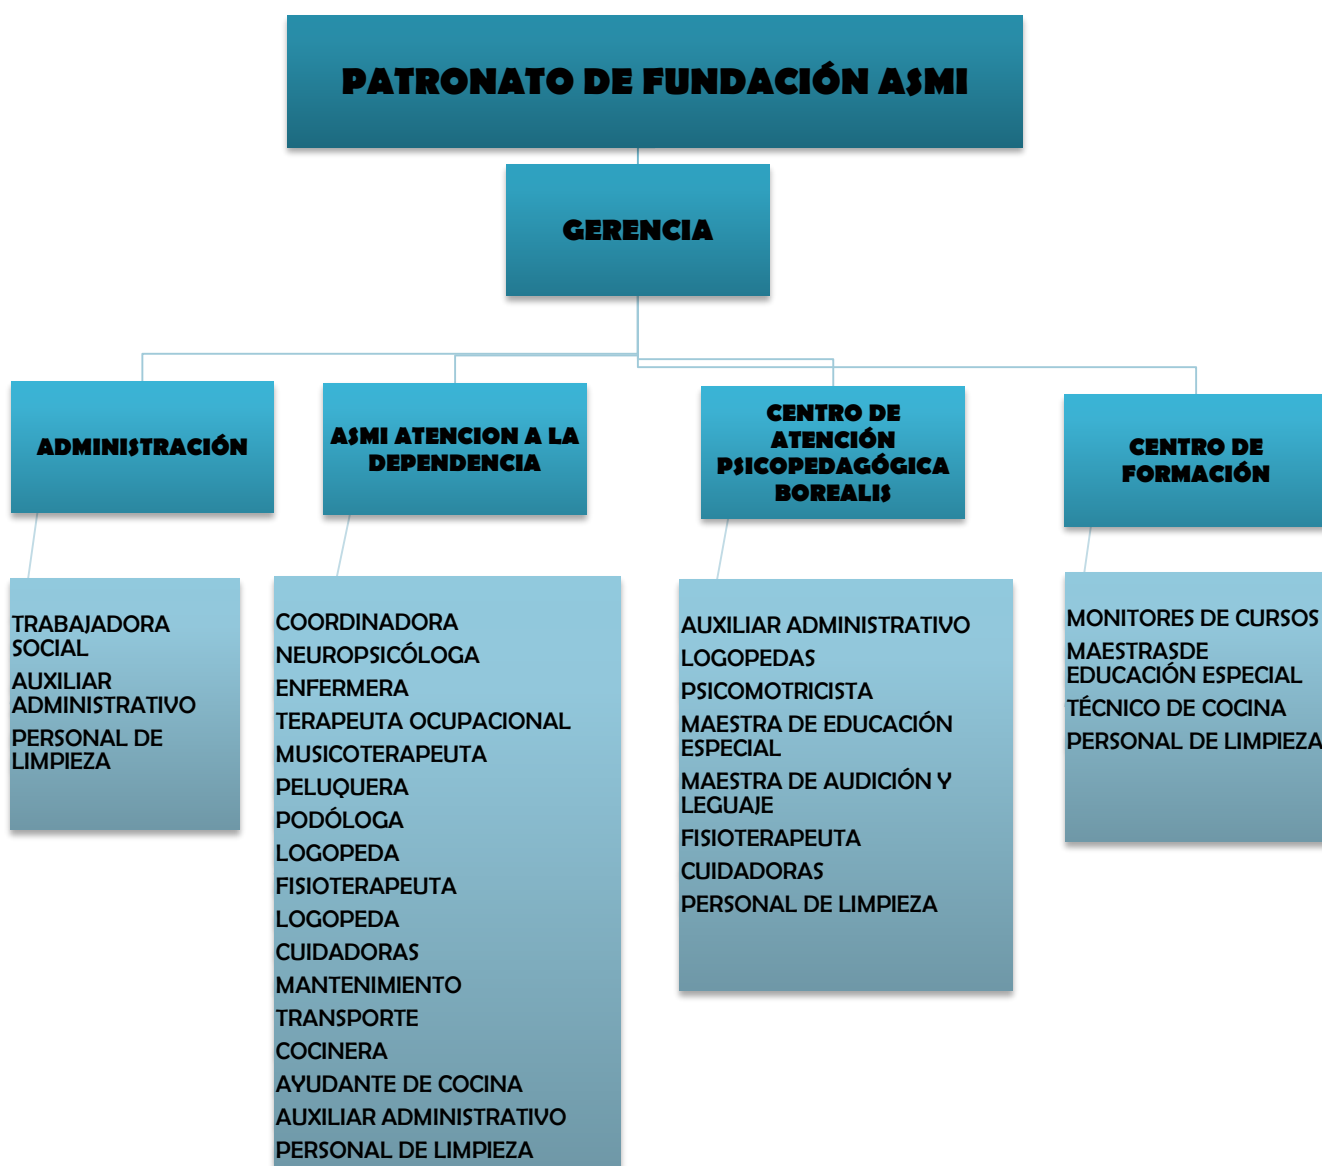 PATRONATO DE FUNDACIÓN ASMI
GERENCIA
ADMINISTRACIÓN
ASMI ATENCION A LA
DEPENDENCIA
CENTRO DE
ATENCIÓN
PSICOPEDAGÓGICA
BOREALIS
CENTRO DE
FORMACIÓN
TRABAJADORA
SOCIAL
AUXILIAR
ADMINISTRATIVO
PERSONAL DE
LIMPIEZA
COORDINADORA
NEUROPSICÓLOGA
ENFERMERA
TERAPEUTA OCUPACIONAL
MUSICOTERAPEUTA
PELUQUERA
PODÓLOGA
LOGOPEDA
FISIOTERAPEUTA
LOGOPEDA
CUIDADORAS
MANTENIMIENTO
TRANSPORTE
COCINERA
AYUDANTE DE COCINA
AUXILIAR ADMINISTRATIVO
PERSONAL DE LIMPIEZA
AUXILIAR ADMINISTRATIVO
LOGOPEDAS
PSICOMOTRICISTA
MAESTRA DE EDUCACIÓN
ESPECIAL
MAESTRA DE AUDICIÓN Y
LEGUAJE
FISIOTERAPEUTA
CUIDADORAS
PERSONAL DE LIMPIEZA
MONITORES DE CURSOS
MAESTRASDE
EDUCACIÓN ESPECIAL
TÉCNICO DE COCINA
PERSONAL DE LIMPIEZA